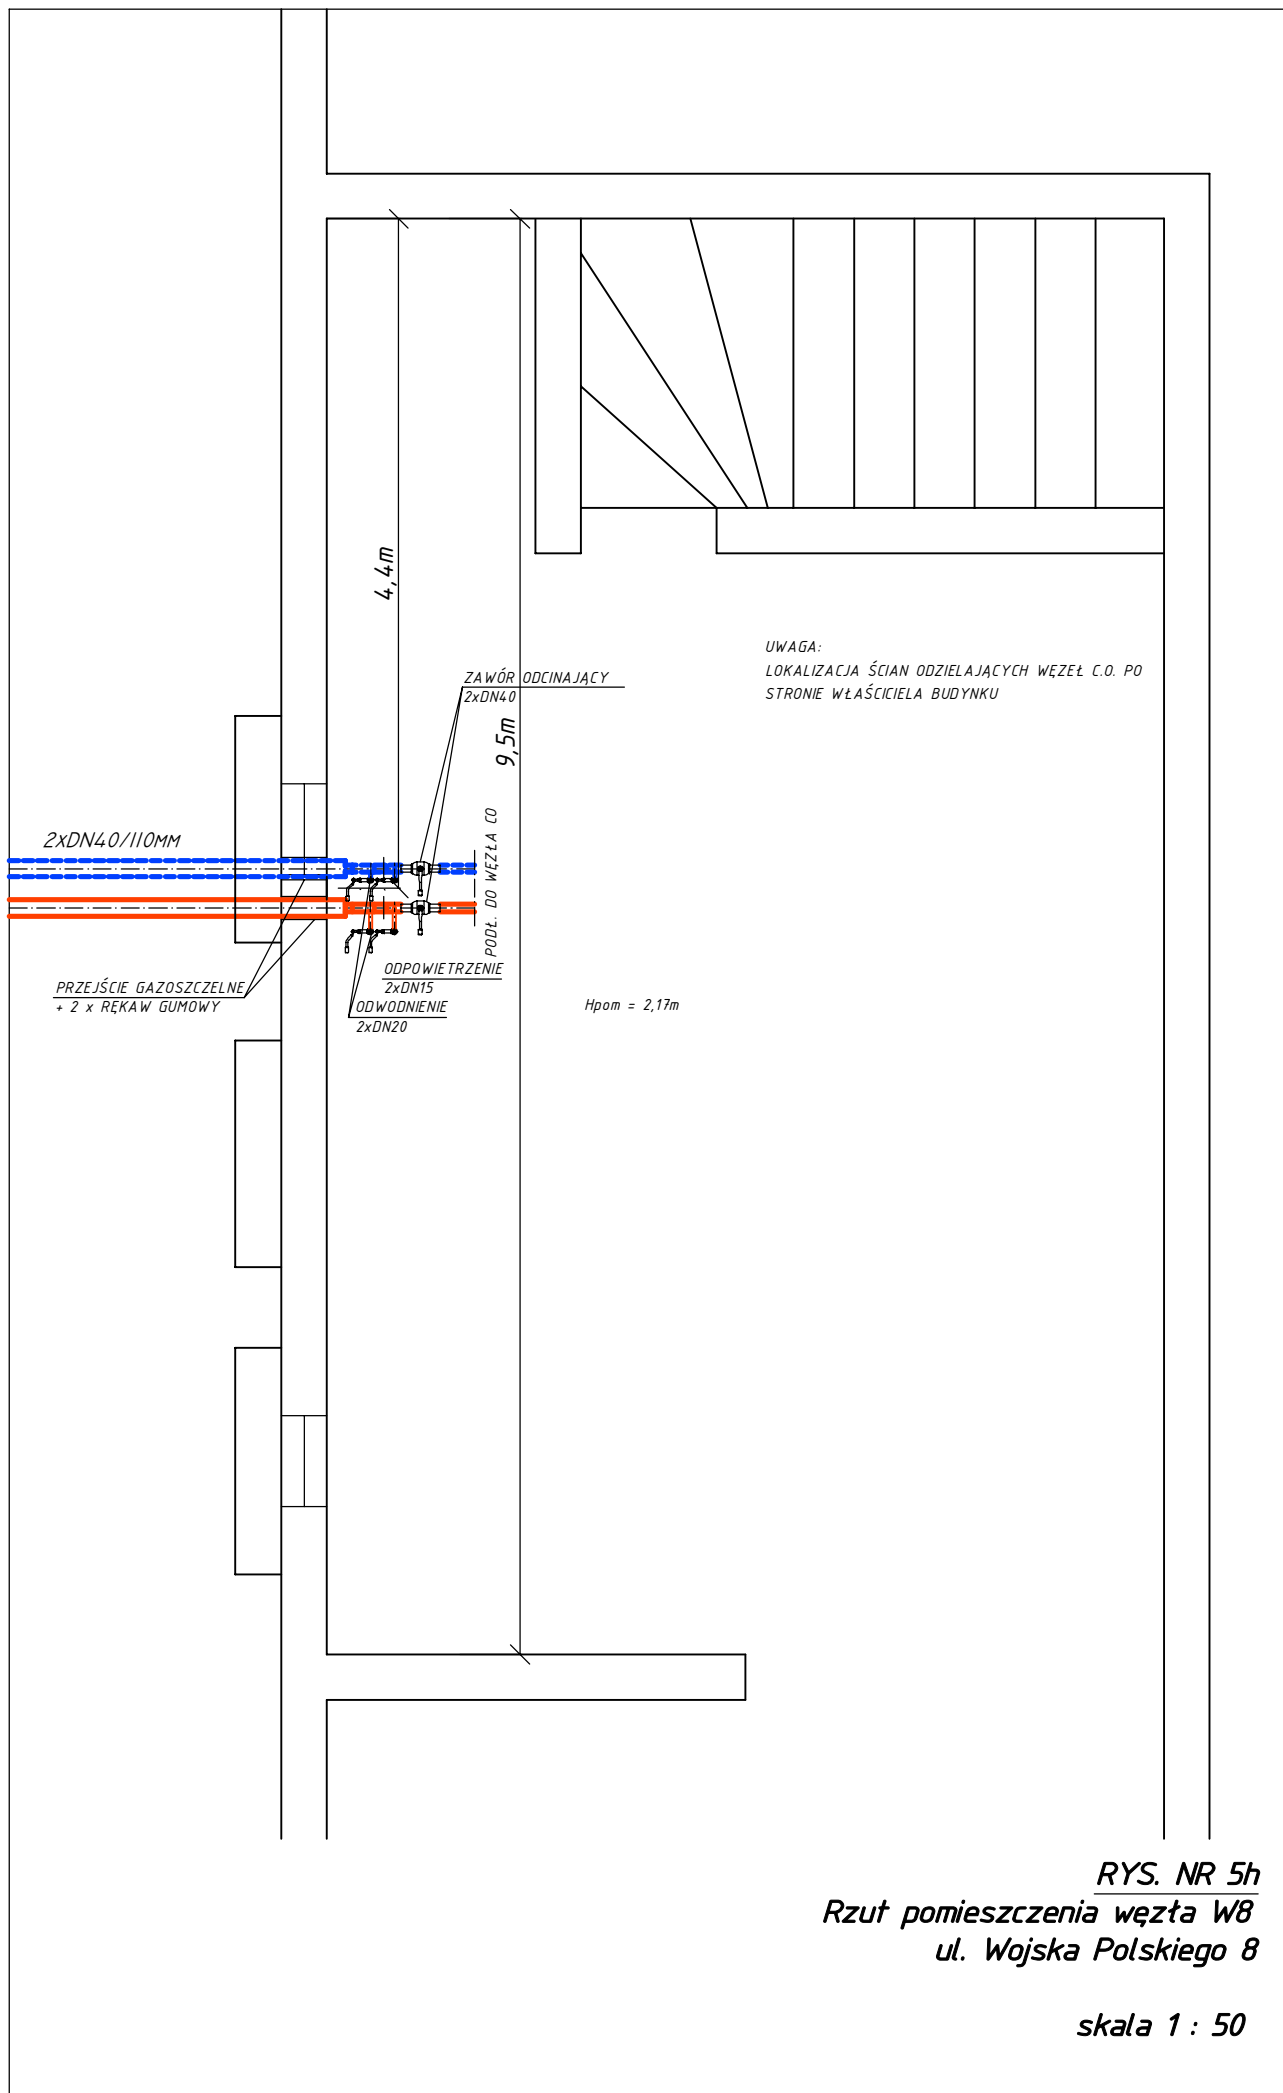 4,4m
ZAWÓR ODCINAJĄCY
2xDN40
9,5m
UWAGA:
LOKALIZACJA ŚCIAN ODZIELAJĄCYCH WĘZEŁ C.O. PO
STRONIE WŁAŚCICIELA BUDYNKU
2xDN40/110MM
PODŁ. DO WĘZŁA CO
PRZEJŚCIE GAZOSZCZELNE
+ 2 x RĘKAW GUMOWY
ODPOWIETRZENIE
2xDN15
ODWODNIENIE
2xDN20
Hpom = 2,17m
RYS. NR 5h
Rzut pomieszczenia węzła W8
ul. Wojska Polskiego 8
skala 1 : 50